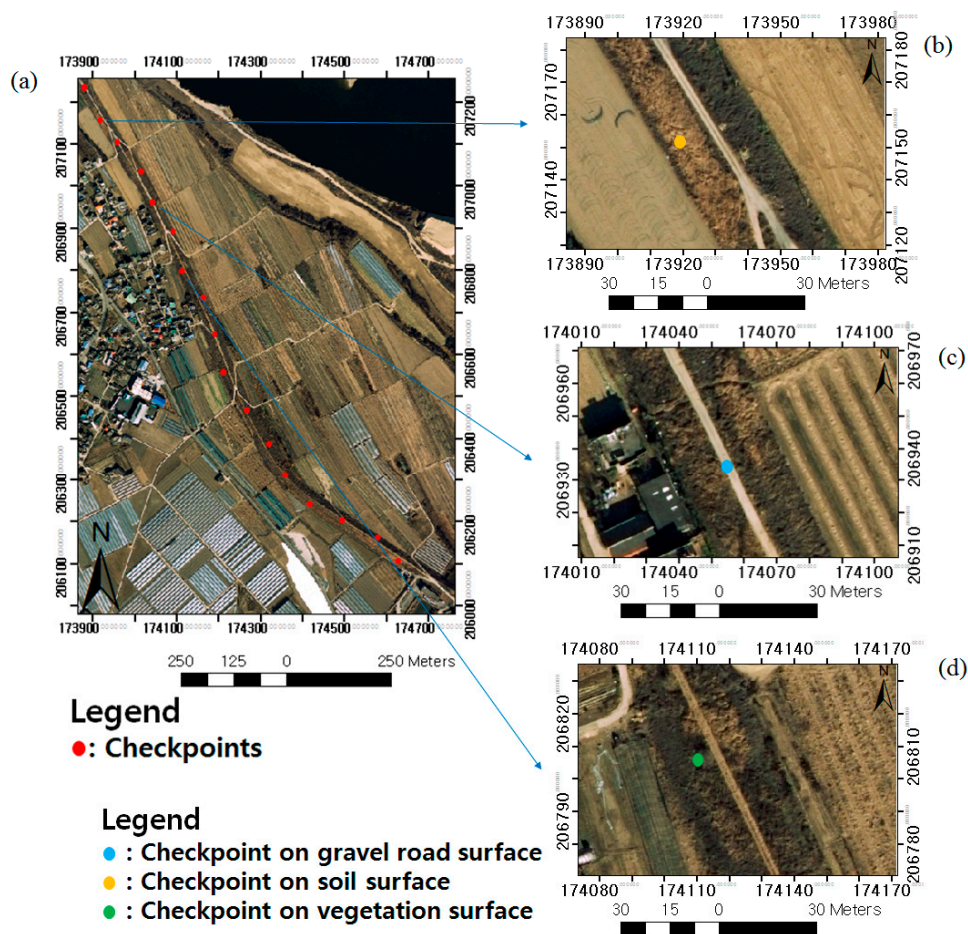 (a)
173900 174100 174300 174500 174700
207200
207100
207000
206900
206800
206700
206600
206500
206400
206300
206200
206100
206000
N
173900 174100 174300 174500 174700
250 125 0 250 Meters
Legend
: Checkpoints
Legend
: Checkpoint on gravel road surface
: Checkpoint on soil surface
: Checkpoint on vegetation surface
(b)
173890 173920 173950 173980
N
207180
207170
207150
207140
207120
173890 173920 173950 173980
30 15 0 30 Meters
(c)
174010 174040 174070 174100
N
206970
206960
206940
206930
206910
174010 174040 174070 174100
30 15 0 30 Meters
(d)
174080 174110 174140 174170
N
206820
206810
206790
206780
174080 174110 174140 174170
30 15 0 30 Meters